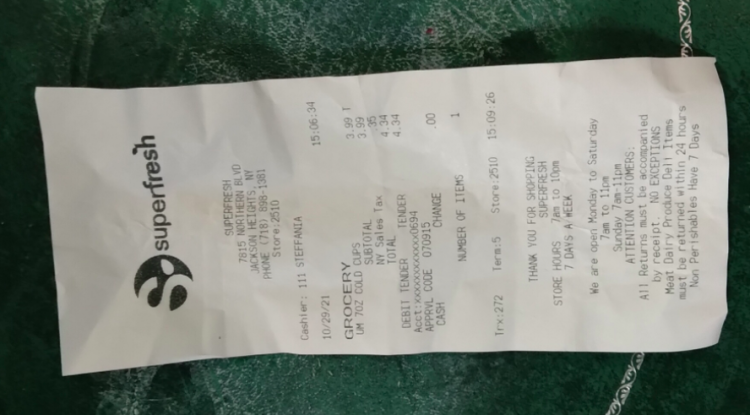 superfresh
SUPERFRESH
7815 NORTHERN BLVD
JACKSON HEIGHTS, NY
PHONE (718) 898-1381
Store:2510
Cashier: 111 STEFFANIA
10/29/21 15:06:34
GROCERY
UM 7OZ COLD CUPS 3.99 T
SUBTOTAL 3.99
NY Sales Tax .35
TOTAL 4.34
DEBIT TENDER TENDER 4.34
Acct:xxxxxxxxxxxx0694
APPRVL CODE 070915
CASH CHANGE .00
NUMBER OF ITEMS 1
Trx:272 Term:5 Store:2510 15:09:26
THANK YOU FOR SHOPPING
SUPERFRESH
STORE HOURS 7am to 10pm
7 DAYS A WEEK
We are open Monday to Saturday
7am to 11pm
Sunday 7am-11pm
ATTENTION CUSTOMERS:
All Returns must be accompanied
by receipt NO EXCEPTIONS
Meat Dairy Produce Deli Items
must be returned within 24 hours
Non Perishables Have 7 Days